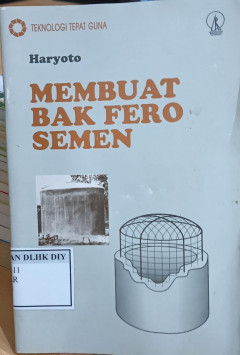 TEKNOLOGI TEPAT GUNA
Haryoto
MEMBUAT
BAK FERO
SEMEN
AN DLHK DIY
11
R